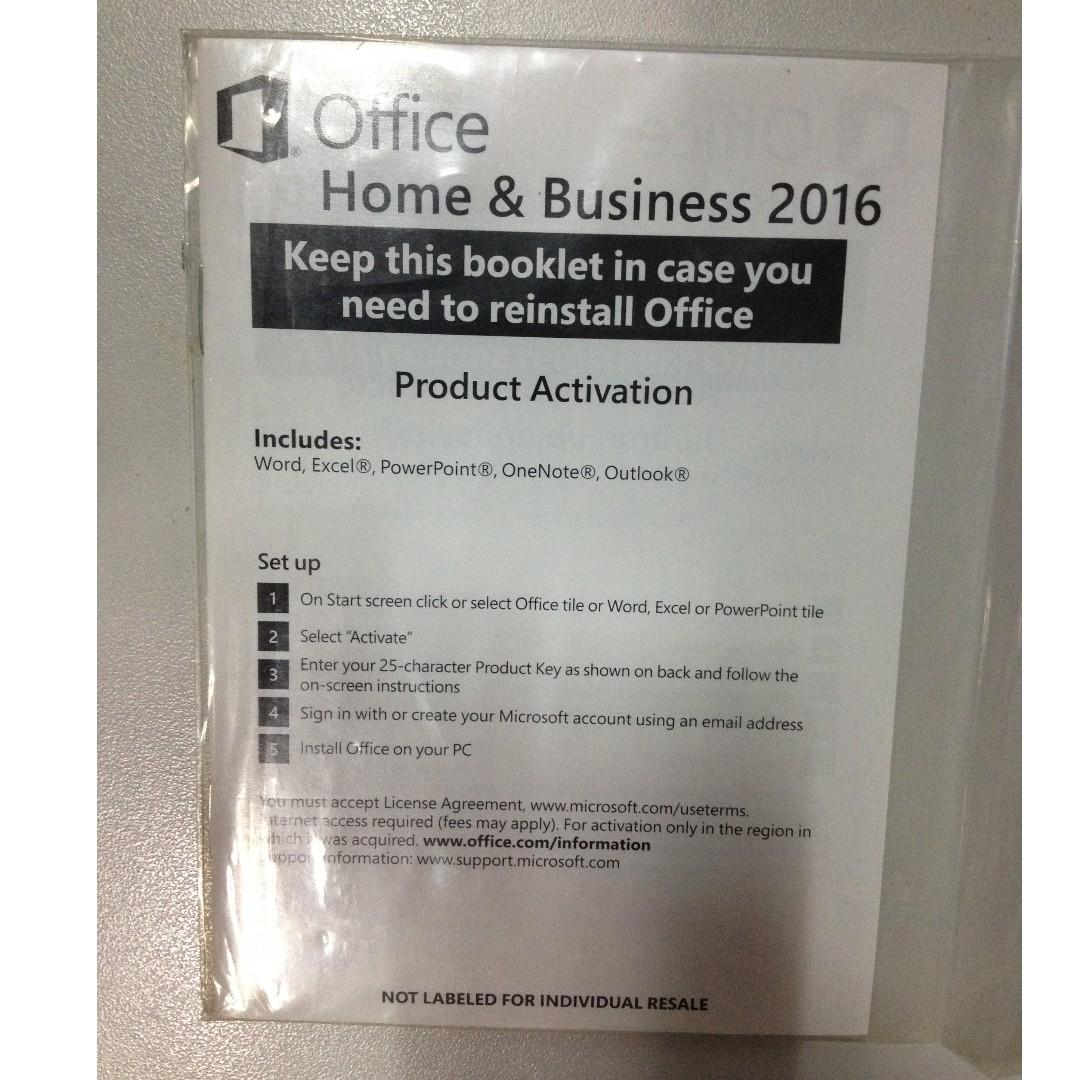 Office
Home & Business 2016
Keep this booklet in case you
need to reinstall Office
Product Activation
Includes:
Word, Excel®, PowerPoint®, OneNote®, Outlook®
Set up
1 On Start screen click or select Office tile or Word, Excel or PowerPoint tile
2 Select "Activate"
3 Enter your 25-character Product Key as shown on back and follow the
on-screen instructions
4 Sign in with or create your Microsoft account using an email address
5 Install Office on your PC
You must accept License Agreement, www.microsoft.com/useterms.
Internet access required (fees may apply). For activation only in the region in
which it was acquired. www.office.com/information
Support information: www.support.microsoft.com
NOT LABELED FOR INDIVIDUAL RESALE